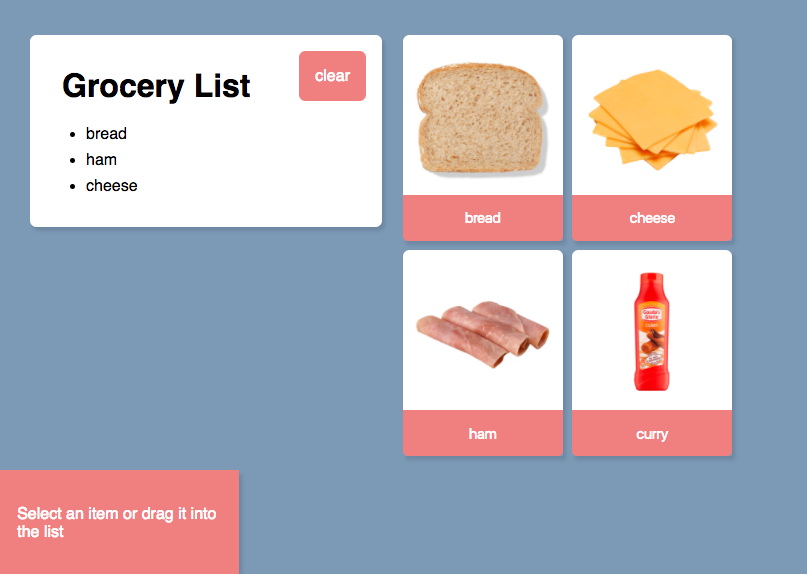 Grocery List
clear
bread
ham
cheese
bread
cheese
ham
curry
Select an item or drag it into
the list